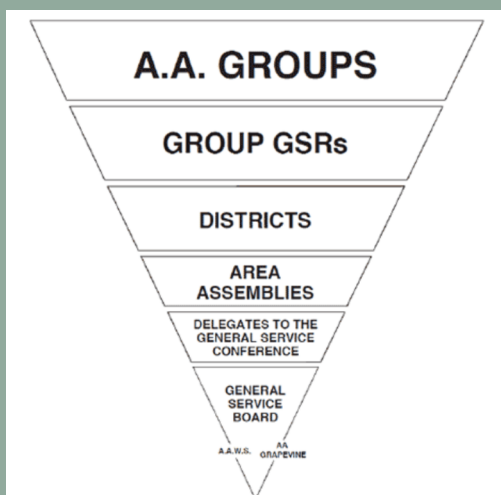 A.A. GROUPS
GROUP GSRs
DISTRICTS
AREA
ASSEMBLIES
DELEGATES TO THE
GENERAL SERVICE
CONFERENCE
GENERAL
SERVICE
BOARD
A.A.W.S.
AA
GRAPEVINE